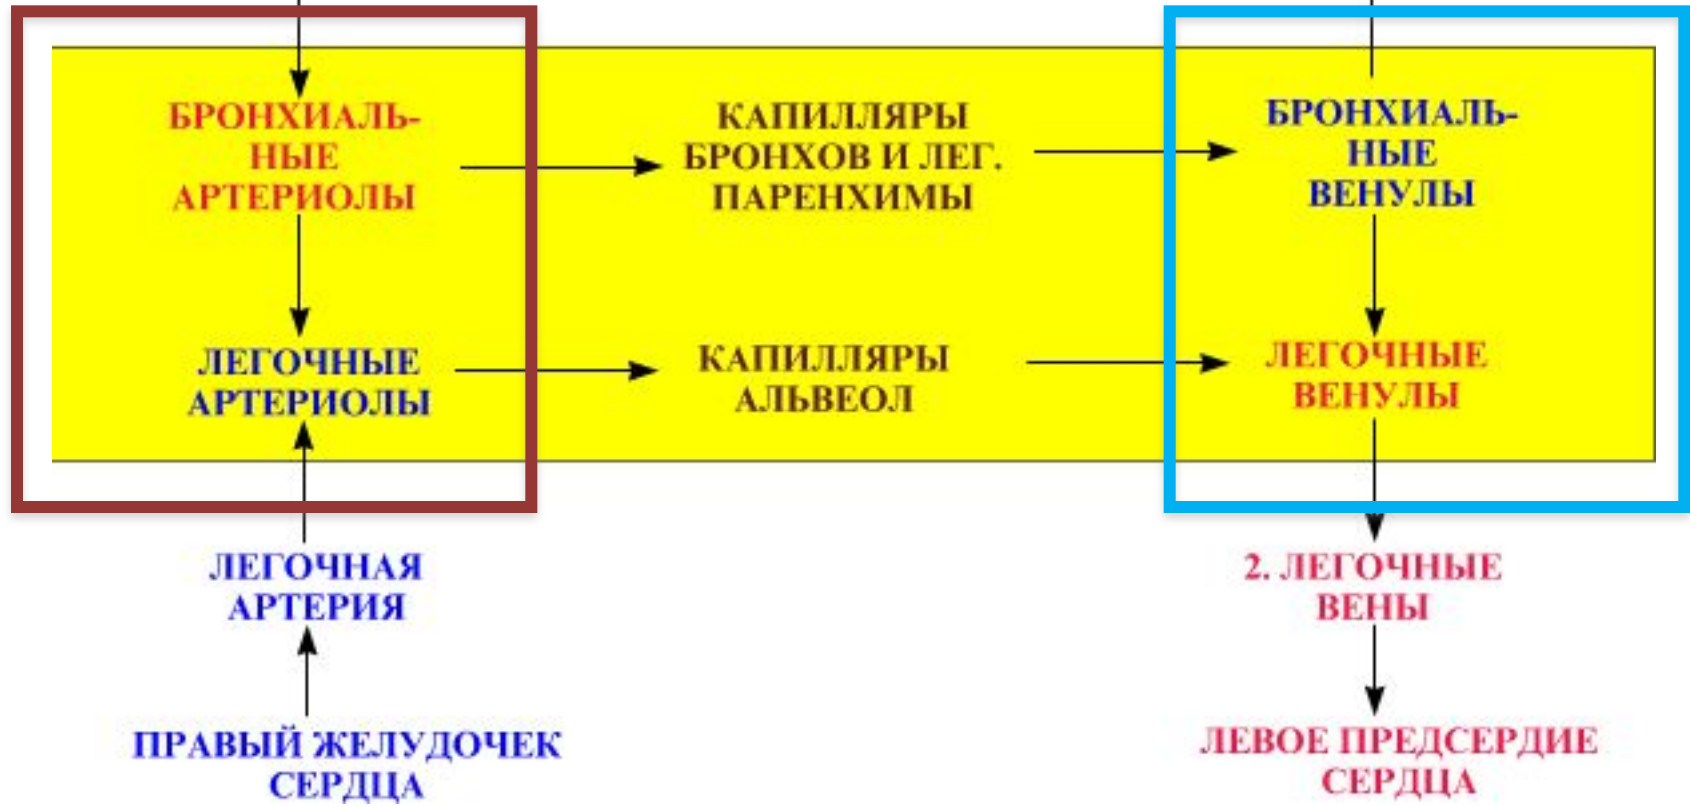 БРОНХИАЛЬ-
НЫЕ
АРТЕРИОЛЫ
КАПИЛЛЯРЫ
БРОНХОВ И ЛЕГ.
ПАРЕНХИМЫ
БРОНХИАЛЬ-
НЫЕ
ВЕНУЛЫ
ЛЕГОЧНЫЕ
АРТЕРИОЛЫ
КАПИЛЛЯРЫ
АЛЬВЕОЛ
ЛЕГОЧНЫЕ
ВЕНУЛЫ
ЛЕГОЧНАЯ
АРТЕРИЯ
2. ЛЕГОЧНЫЕ
ВЕНЫ
ПРАВЫЙ ЖЕЛУДОЧЕК
СЕРДЦА
ЛЕВОЕ ПРЕДСЕРДИЕ
СЕРДЦА